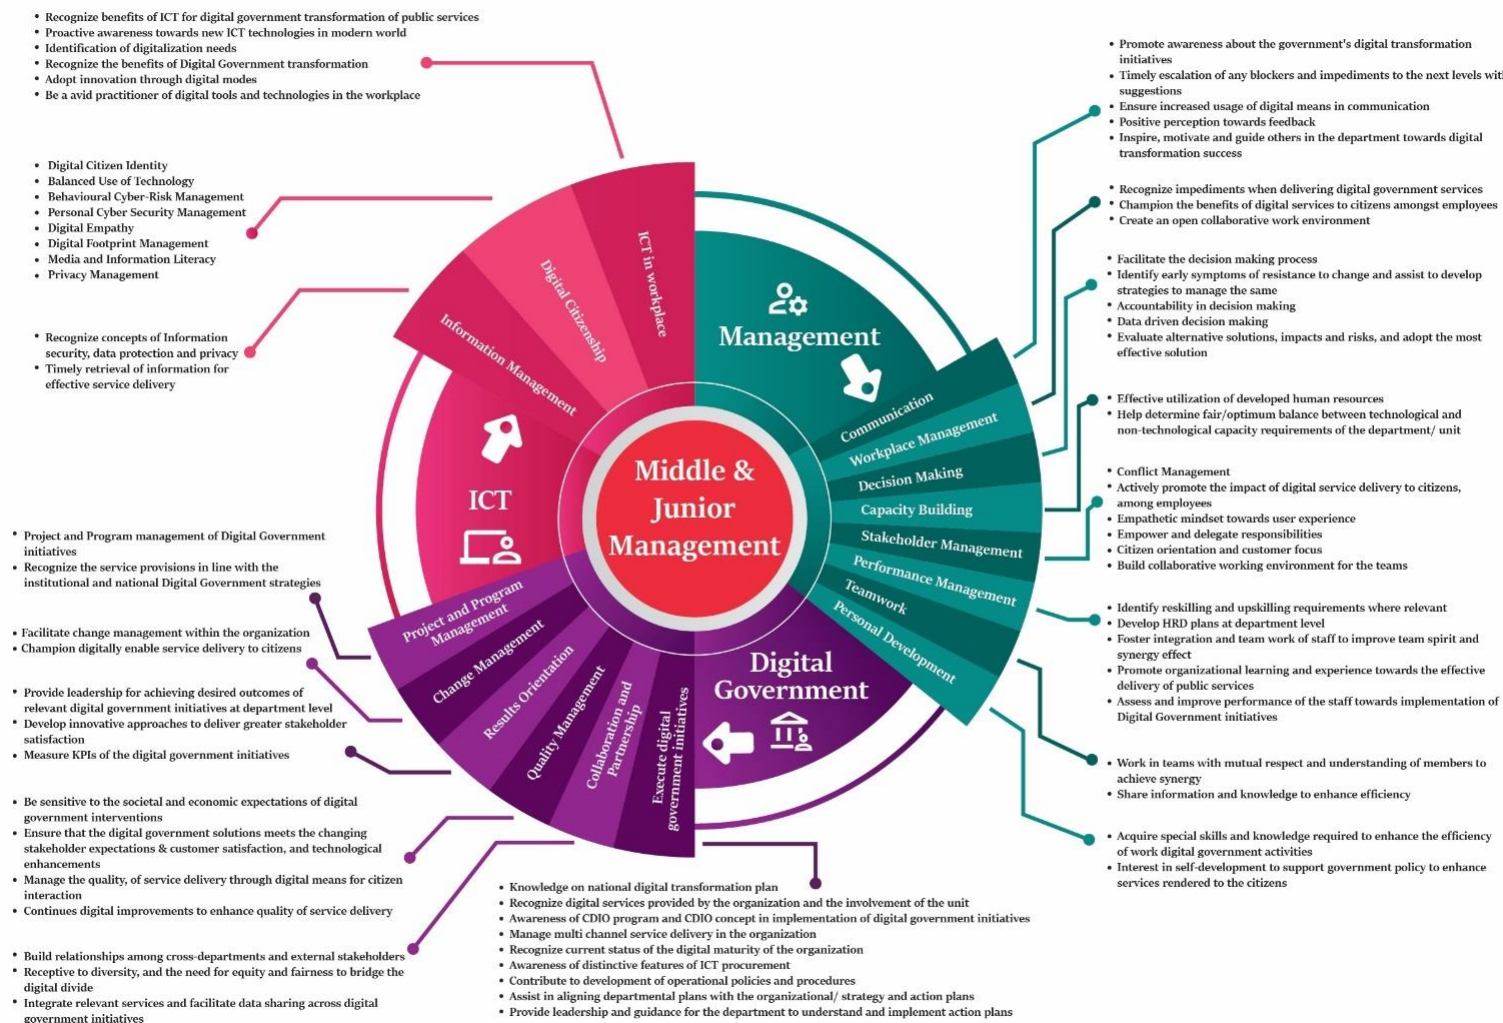 • Recognize benefits of ICT for digital government transformation of public services
• Proactive awareness towards new ICT technologies in modern world
• Identification of digitalization needs
• Recognize the benefits of Digital Government transformation
• Adopt innovation through digital modes
• Be a avid practitioner of digital tools and technologies in the workplace
• Digital Citizen Identity
• Balanced Use of Technology
• Behavioural Cyber-Risk Management
• Personal Cyber Security Management
• Digital Empathy
• Digital Footprint Management
• Media and Information Literacy
• Privacy Management
• Recognize concepts of Information
security, data protection and privacy
• Timely retrieval of information for
effective service delivery
• Project and Program management of Digital Government
initiatives
• Recognize the service provisions in line with the
institutional and national Digital Government strategies
• Facilitate change management within the organization
• Champion digitally enable service delivery to citizens
• Provide leadership for achieving desired outcomes of
relevant digital government initiatives at department level
• Develop innovative approaches to deliver greater stakeholder
satisfaction
• Measure KPIs of the digital government initiatives
• Be sensitive to the societal and economic expectations of digital
government interventions
• Ensure that the digital government solutions meets the changing
stakeholder expectations & customer satisfaction, and technological
enhancements
• Manage the quality, of service delivery through digital means for citizen
interaction
• Continues digital improvements to enhance quality of service delivery
• Build relationships among cross-departments and external stakeholders
• Receptive to diversity, and the need for equity and fairness to bridge the
digital divide
• Integrate relevant services and facilitate data sharing across digital
government initiatives
ICT in workplace
Digital Citizenship
Information Management
ICT
Management
Communication
Workplace Management
Decision Making
Capacity Building
Stakeholder Management
Performance Management
Teamwork
Personal Development
Middle &
Junior
Management
Digital
Government
Project and Program
Management
Change Management
Results Orientation
Quality Management
Collaboration and
Partnership
Execute digital
government initiatives
• Knowledge on national digital transformation plan
• Recognize digital services provided by the organization and the involvement of the unit
• Awareness of CDIO program and CDIO concept in implementation of digital government initiatives
• Manage multi channel service delivery in the organization
• Recognize current status of the digital maturity of the organization
• Awareness of distinctive features of ICT procurement
• Contribute to development of operational policies and procedures
• Assist in aligning departmental plans with the organizational/ strategy and action plans
• Provide leadership and guidance for the department to understand and implement action plans
• Promote awareness about the government's digital transformation
initiatives
• Timely escalation of any blockers and impediments to the next levels
suggestions
• Ensure increased usage of digital means in communication
• Positive perception towards feedback
• Inspire, motivate and guide others in the department towards digital
transformation success
• Recognize impediments when delivering digital government services
• Champion the benefits of digital services to citizens amongst employees
• Create an open collaborative work environment
• Facilitate the decision making process
• Identify early symptoms of resistance to change and assist to develop
strategies to manage the same
• Accountability in decision making
• Data driven decision making
• Evaluate alternative solutions, impacts and risks, and adopt the most
effective solution
• Effective utilization of developed human resources
• Help determine fair/optimum balance between technological and
non-technological capacity requirements of the department/ unit
• Conflict Management
• Actively promote the impact of digital service delivery to citizens,
among employees
• Empathetic mindset towards user experience
• Empower and delegate responsibilities
• Citizen orientation and customer focus
• Build collaborative working environment for the teams
• Identify reskilling and upskilling requirements where relevant
• Develop HRD plans at department level
• Foster integration and team work of staff to improve team spirit and
synergy effect
• Promote organizational learning and experience towards the effective
delivery of public services
• Assess and improve performance of the staff towards implementation of
Digital Government initiatives
• Work in teams with mutual respect and understanding of members to
achieve synergy
• Share information and knowledge to enhance efficiency
• Acquire special skills and knowledge required to enhance the efficiency
of work digital government activities
• Interest in self-development to support government policy to enhance
services rendered to the citizens